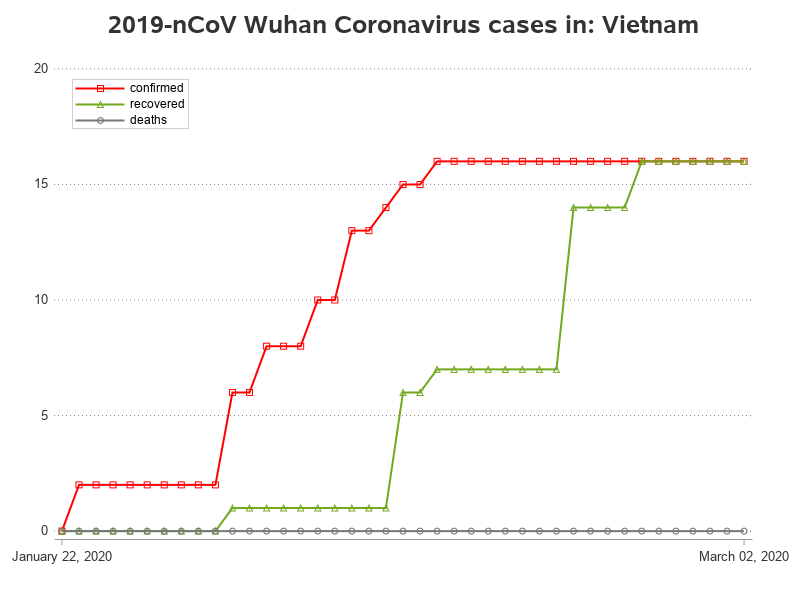 2019-nCoV Wuhan Coronavirus cases in: Vietnam
20
confirmed
recovered
deaths
15
10
5
0
January 22, 2020
March 02, 2020